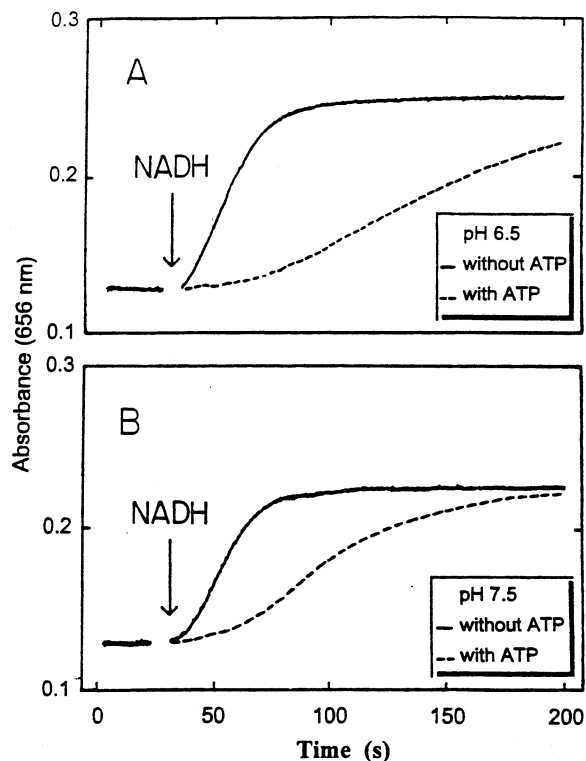 0.3
A
NADH
0.2
pH 6.5
without ATP
with ATP
0.1
Absorbance (656 nm)
0.3
B
NADH
0.2
pH 7.5
without ATP
with ATP
0.1
0 50 100 150 200
Time (s)